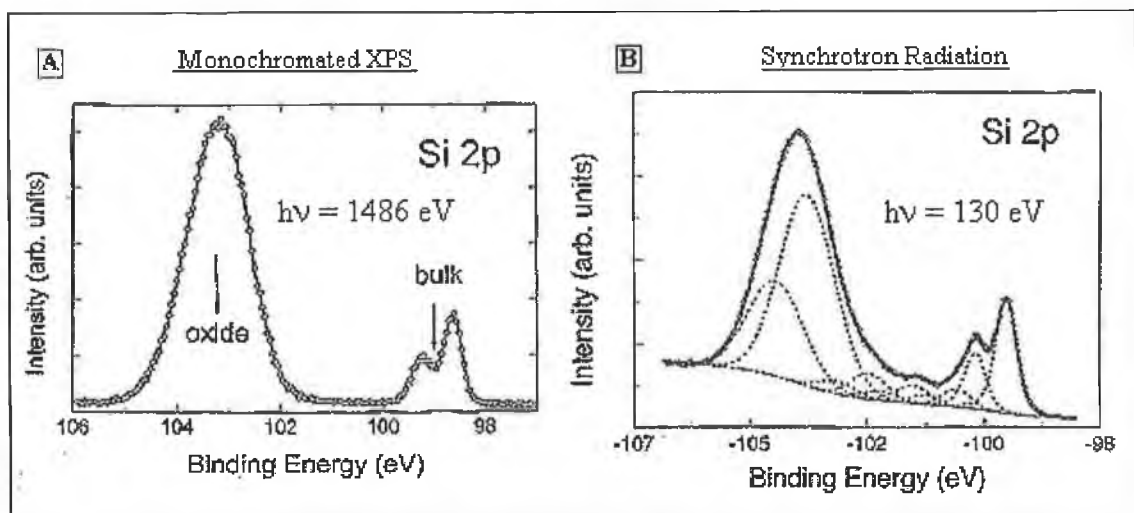 A Monochromated XPS
Intensity (arb. units)
Si 2p
hν = 1486 eV
bulk
oxide
106 104 102 100 98
Binding Energy (eV)
B Synchrotron Radiation
Intensity (arb. units)
Si 2p
hν = 130 eV
-107 -105 -102 -100 -98
Binding Energy (eV)